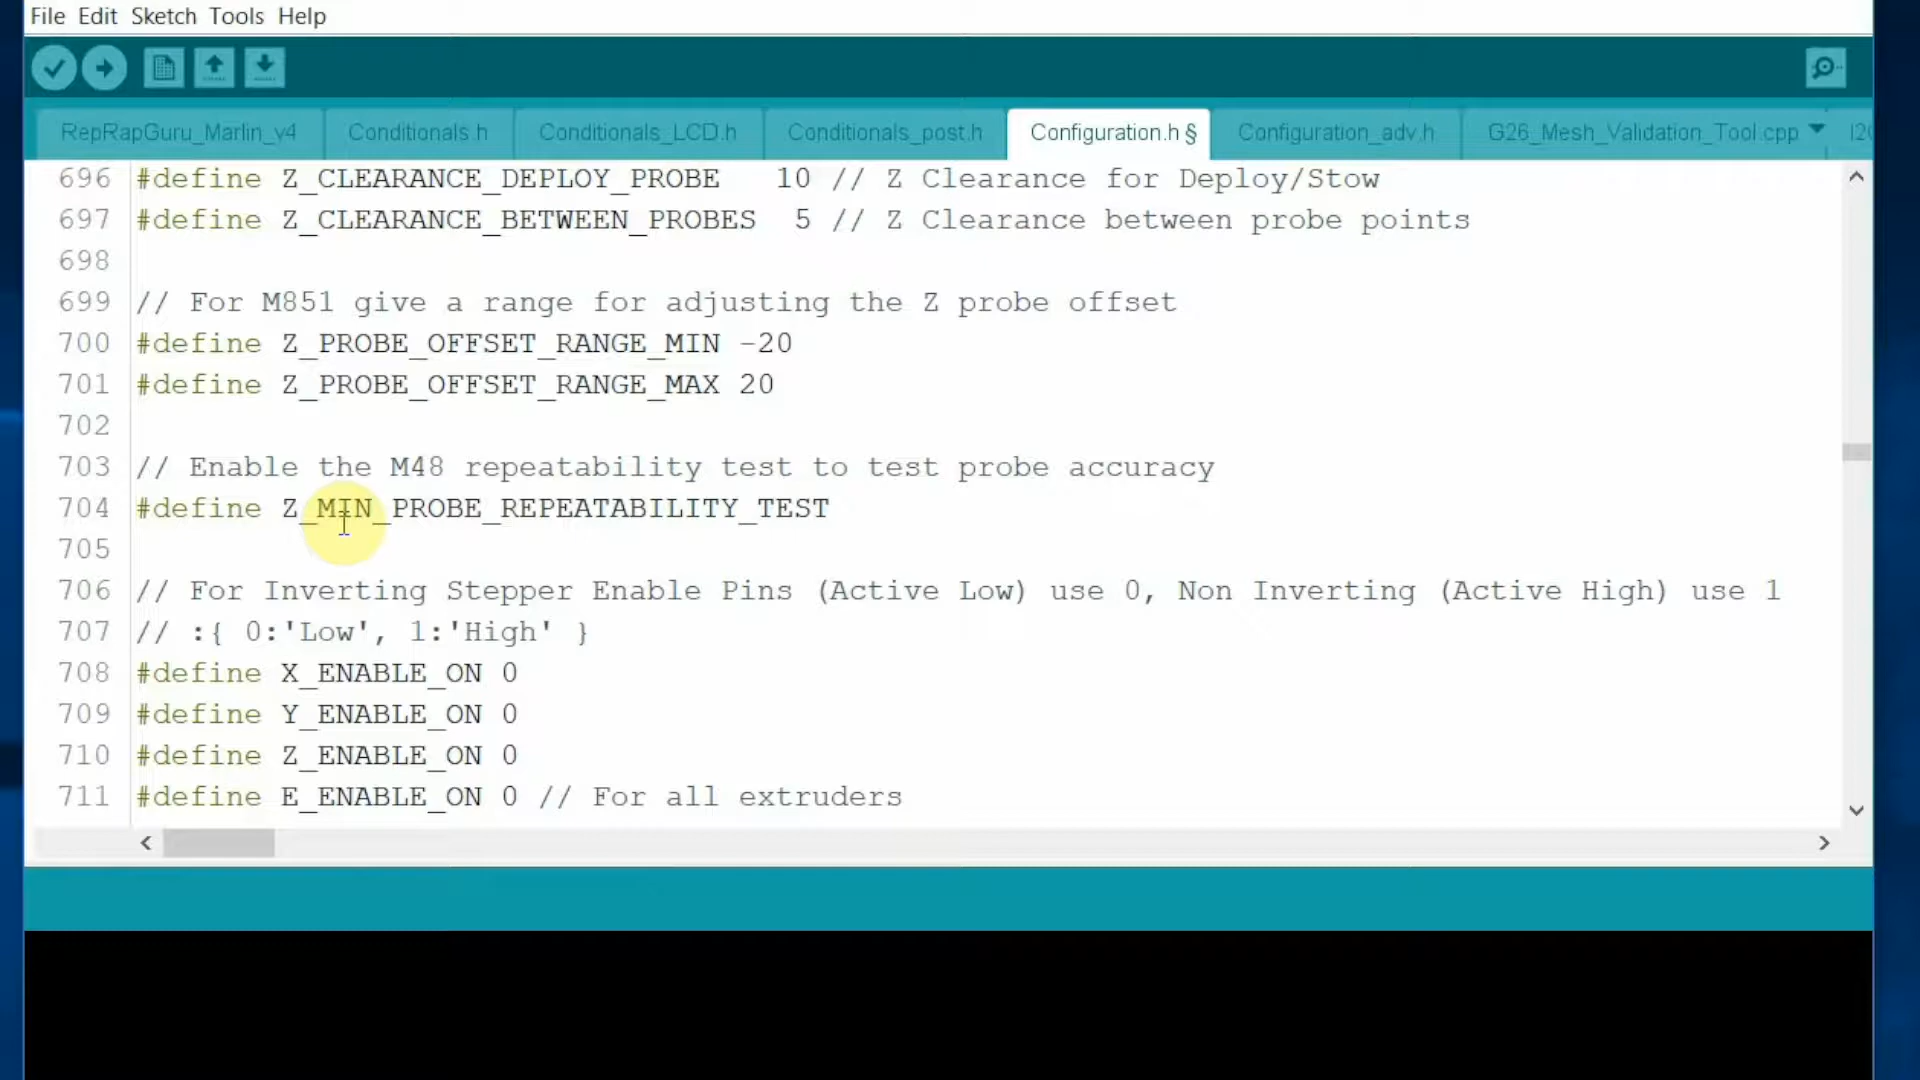 File Edit Sketch Tools Help
RepRapGuru_Marlin_v4 Conditionals.h Conditionals_LCD.h Conditionals_post.h Configuration.h § Configuration_adv.h G26_Mesh_Validation_Tool.cpp I2C
696 #define Z_CLEARANCE_DEPLOY_PROBE 10 // Z Clearance for Deploy/Stow
697 #define Z_CLEARANCE_BETWEEN_PROBES 5 // Z Clearance between probe points
698
699 // For M851 give a range for adjusting the Z probe offset
700 #define Z_PROBE_OFFSET_RANGE_MIN -20
701 #define Z_PROBE_OFFSET_RANGE_MAX 20
702
703 // Enable the M48 repeatability test to test probe accuracy
704 #define Z_MIN_PROBE_REPEATABILITY_TEST
705
706 // For Inverting Stepper Enable Pins (Active Low) use 0, Non Inverting (Active High) use 1
707 // :{ 0:'Low', 1:'High' }
708 #define X_ENABLE_ON 0
709 #define Y_ENABLE_ON 0
710 #define Z_ENABLE_ON 0
711 #define E_ENABLE_ON 0 // For all extruders